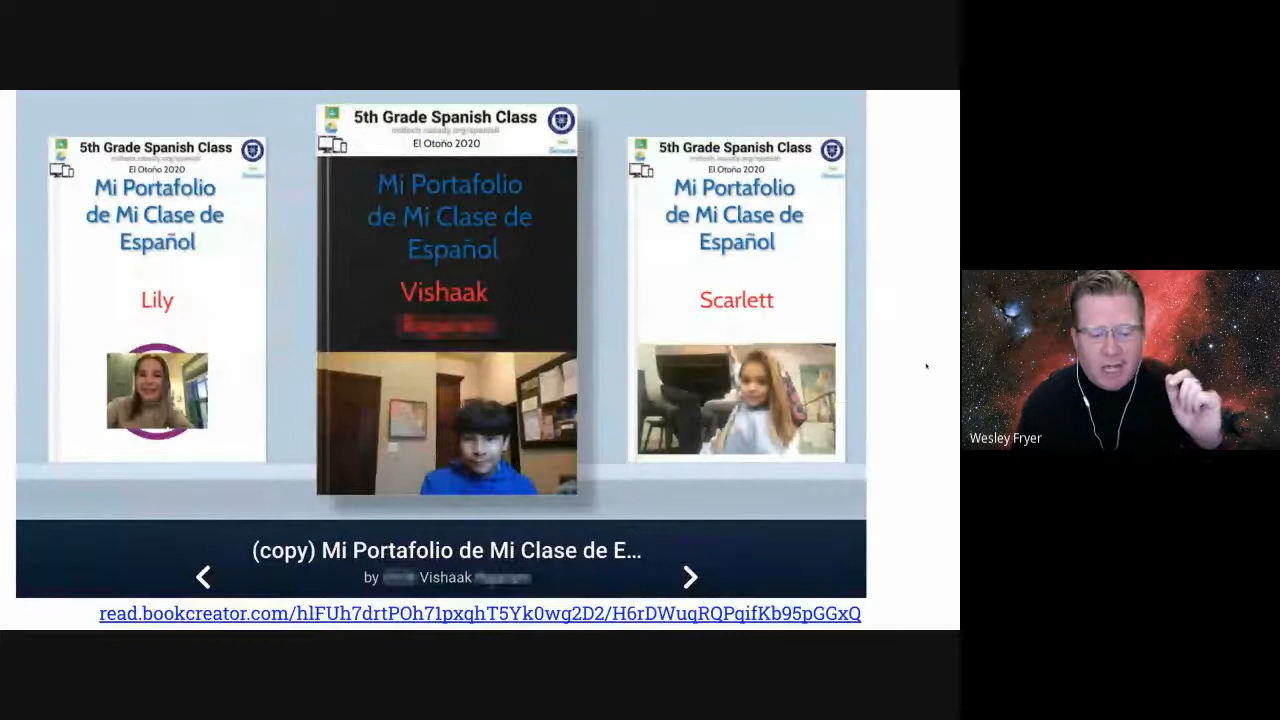 5th Grade Spanish Class
El Otoño 2020
Mi Portafolio
de Mi Clase de
Español
Lily
5th Grade Spanish Class
El Otoño 2020
Mi Portafolio
de Mi Clase de
Español
Vishaak
5th Grade Spanish Class
El Otoño 2020
Mi Portafolio
de Mi Clase de
Español
Scarlett
(copy) Mi Portafolio de Mi Clase de E...
by Vishaak
read.bookcreator.com/hlFUh7drtPOh71pxqhT5Yk0wg2D2/H6rDWuqRQPqifKb95pGGxQ
Wesley Fryer